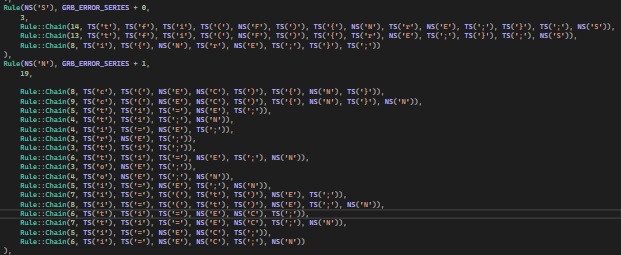 Rule(NS('S'), GRB_ERROR_SERIES + 0,
3,
Rule::Chain(14, TS('t'), TS('f'), TS('i'), TS('('), NS('F'), TS(')'), TS('{'), NS('N'), TS('r'), NS('E'), TS(';'), TS('}'), TS(';'), NS('S')),
Rule::Chain(13, TS('t'), TS('f'), TS('i'), TS('('), NS('F'), TS(')'), TS('{'), TS('r'), NS('E'), TS(';'), TS('}'), TS(';'), NS('S')),
Rule::Chain(8, TS('i'), TS('{'), NS('N'), TS('r'), NS('E'), TS(';'), TS('}'), TS(';'))
),
Rule(NS('N'), GRB_ERROR_SERIES + 1,
19,
Rule::Chain(8, TS('c'), TS('('), NS('E'), NS('C'), TS(')'), TS('{'), NS('N'), TS('}')),
Rule::Chain(9, TS('c'), TS('('), NS('E'), NS('C'), TS(')'), TS('{'), NS('N'), TS('}'), NS('N')),
Rule::Chain(5, TS('t'), TS('i'), TS('='), NS('E'), TS(';')),
Rule::Chain(4, TS('t'), TS('i'), TS(';'), NS('N')),
Rule::Chain(4, TS('i'), TS('='), NS('E'), TS(';')),
Rule::Chain(3, TS('r'), NS('E'), TS(';')),
Rule::Chain(3, TS('t'), TS('i'), TS(';')),
Rule::Chain(6, TS('t'), TS('i'), TS('='), NS('E'), TS(';'), NS('N')),
Rule::Chain(3, TS('o'), NS('E'), TS(';')),
Rule::Chain(4, TS('o'), NS('E'), TS(';'), NS('N')),
Rule::Chain(5, TS('i'), TS('='), NS('E'), TS(';'), NS('N')),
Rule::Chain(7, TS('i'), TS('='), TS('('), TS('t'), TS(')'), NS('E'), TS(';')),
Rule::Chain(8, TS('i'), TS('='), TS('('), TS('t'), TS(')'), NS('E'), TS(';'), NS('N')),
Rule::Chain(6, TS('t'), TS('i'), TS('='), NS('E'), NS('C'), TS(';')),
Rule::Chain(7, TS('t'), TS('i'), TS('='), NS('E'), NS('C'), TS(';'), NS('N')),
Rule::Chain(5, TS('i'), TS('='), NS('E'), NS('C'), TS(';')),
Rule::Chain(6, TS('i'), TS('='), NS('E'), NS('C'), TS(';'), NS('N'))
),